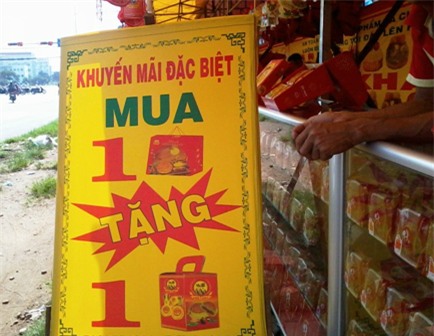 KHUYẾN MÃI ĐẶC BIỆT
MUA
1
TẶNG
1